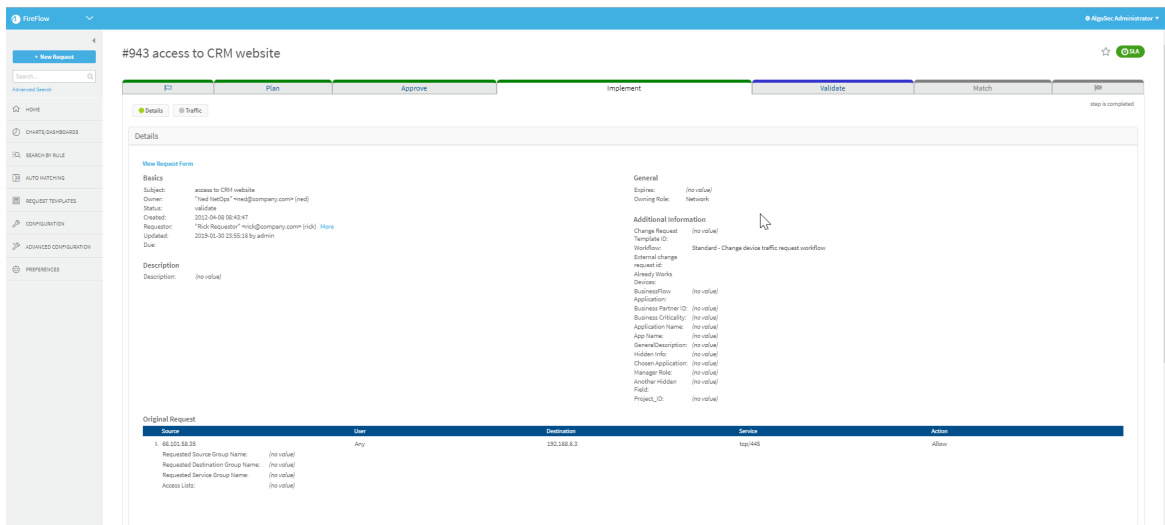 FireFlow
AlgoSec Administrator
+ New Request
Search...
Advanced Search
HOME
CHARTS/DASHBOARDS
SEARCH BY RULE
AUTO MATCHING
REQUEST TEMPLATES
CONFIGURATION
ADVANCED CONFIGURATION
PREFERENCES
#943 access to CRM website
SLA
Plan Approve Implement Validate Match
Details Traffic
step is completed
Details
View Request Form
Basics
Subject: access to CRM website
Owner: "Ned NetOps" <ned@company.com> (ned)
Status: validate
Created: 2012-04-08 08:43:47
Requestor: "Rick Requestor" <rick@company.com> (rick) More
Updated: 2019-01-30 23:55:16 by admin
Due:
Description
Description: (no value)
General
Expires: (no value)
Owning Role: Network
Additional Information
Change Request Template ID: (no value)
Workflow: Standard - Change device traffic request workflow
External change request id:
Already Works Devices:
BusinessFlow Application: (no value)
Business Partner ID: (no value)
Business Criticality: (no value)
Application Name: (no value)
App Name: (no value)
GeneralDescription: (no value)
Hidden Info: (no value)
Chosen Application: (no value)
Manager Role: (no value)
Another Hidden Field: (no value)
Project_ID: (no value)
Original Request
Source User Destination Service Action
1. 66.101.58.35 Any 192.188.6.3 tcp/445 Allow
Requested Source Group Name: (no value)
Requested Destination Group Name: (no value)
Requested Service Group Name: (no value)
Access Lists: (no value)